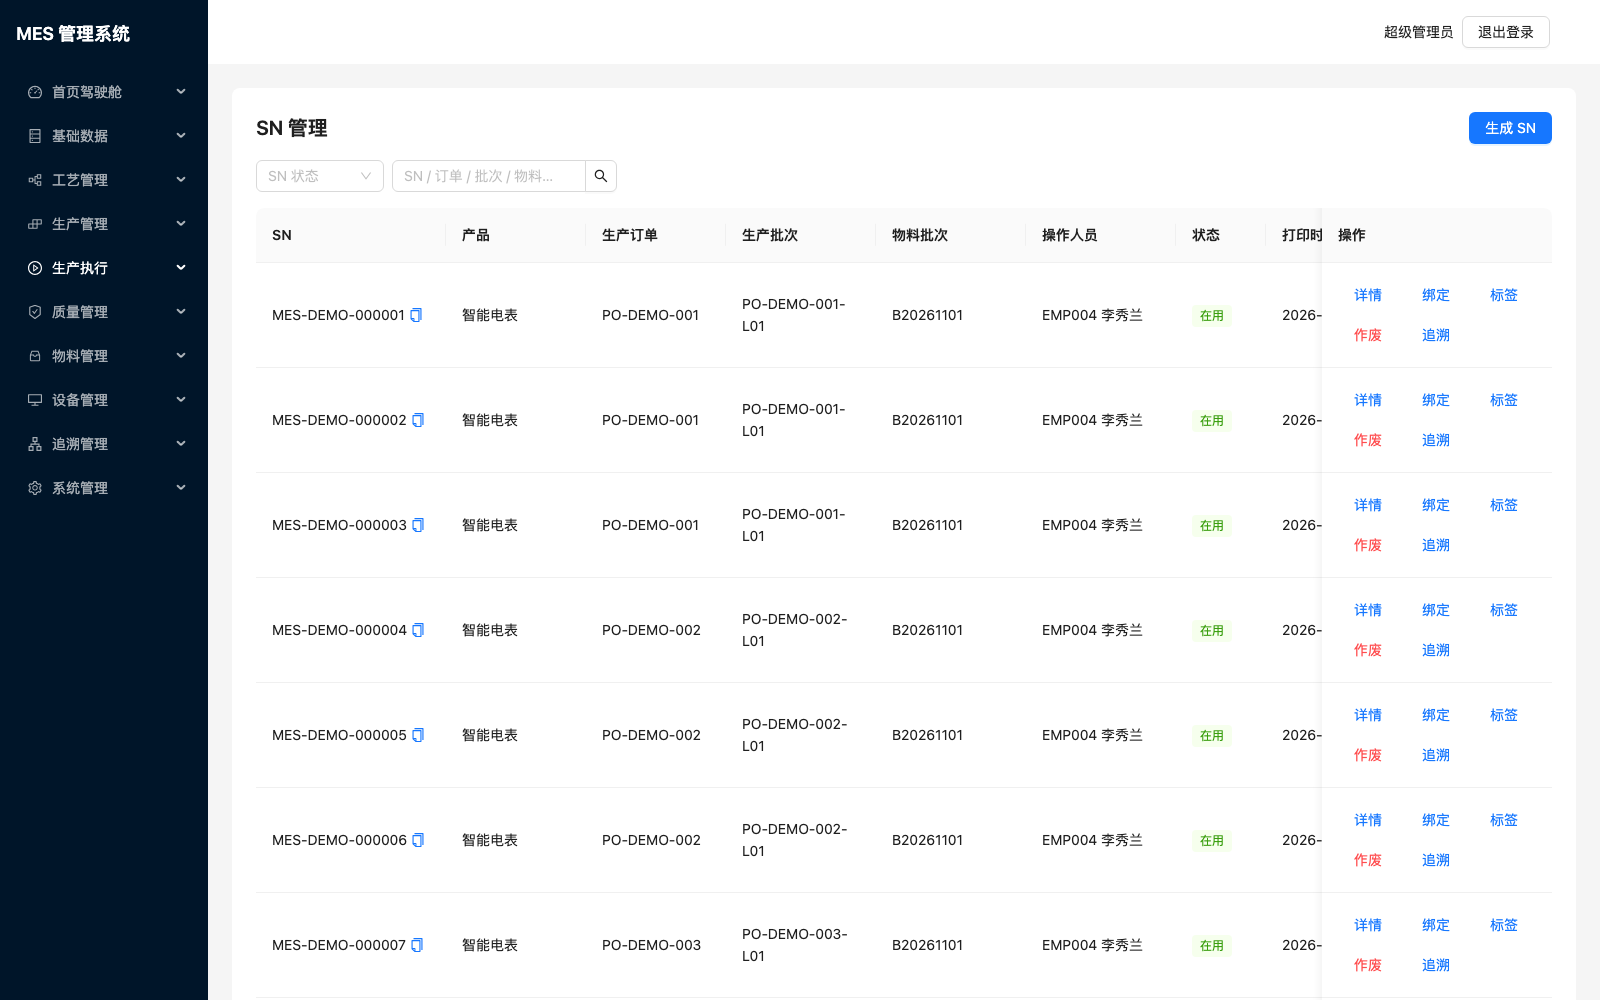 MES 管理系统
首页驾驶舱
基础数据
工艺管理
生产管理
生产执行
质量管理
物料管理
设备管理
追溯管理
系统管理
超级管理员
退出登录
SN 管理
生成 SN
SN 状态
SN / 订单 / 批次 / 物料...
SN 产品 生产订单 生产批次 物料批次 操作人员 状态 打印时 操作
MES-DEMO-000001 智能电表 PO-DEMO-001 PO-DEMO-001-L01 B20261101 EMP004 李秀兰 在用 2026- 详情 绑定 标签
作废 追溯
MES-DEMO-000002 智能电表 PO-DEMO-001 PO-DEMO-001-L01 B20261101 EMP004 李秀兰 在用 2026- 详情 绑定 标签
作废 追溯
MES-DEMO-000003 智能电表 PO-DEMO-001 PO-DEMO-001-L01 B20261101 EMP004 李秀兰 在用 2026- 详情 绑定 标签
作废 追溯
MES-DEMO-000004 智能电表 PO-DEMO-002 PO-DEMO-002-L01 B20261101 EMP004 李秀兰 在用 2026- 详情 绑定 标签
作废 追溯
MES-DEMO-000005 智能电表 PO-DEMO-002 PO-DEMO-002-L01 B20261101 EMP004 李秀兰 在用 2026- 详情 绑定 标签
作废 追溯
MES-DEMO-000006 智能电表 PO-DEMO-002 PO-DEMO-002-L01 B20261101 EMP004 李秀兰 在用 2026- 详情 绑定 标签
作废 追溯
MES-DEMO-000007 智能电表 PO-DEMO-003 PO-DEMO-003-L01 B20261101 EMP004 李秀兰 在用 2026- 详情 绑定 标签
作废 追溯